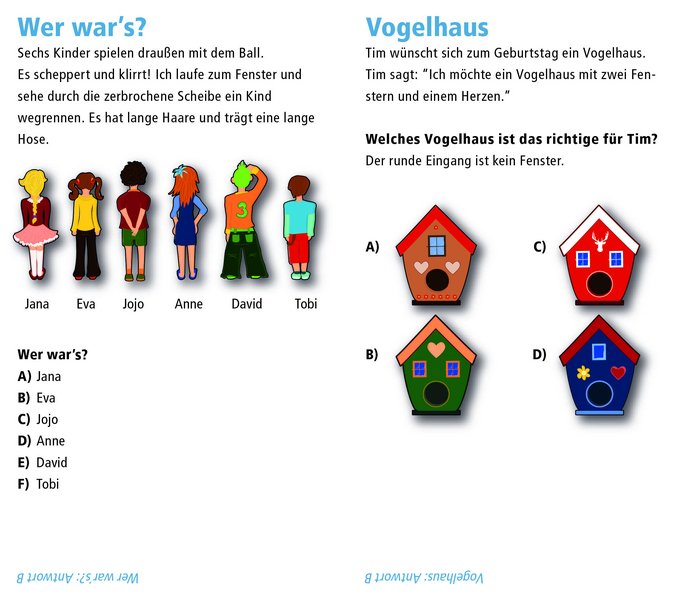 Wer war’s?
Sechs Kinder spielen draußen mit dem Ball.
Es scheppert und klirrt! Ich laufe zum Fenster und
sehe durch die zerbrochene Scheibe ein Kind
wegrennen. Es hat lange Haare und trägt eine lange
Hose.
3
Jana Eva Jojo Anne David Tobi
Wer war’s?
A) Jana
B) Eva
C) Jojo
D) Anne
E) David
F) Tobi
Wer war’s?: Antwort B
Vogelhaus
Tim wünscht sich zum Geburtstag ein Vogelhaus.
Tim sagt: “Ich möchte ein Vogelhaus mit zwei Fen-
stern und einem Herzen.“
Welches Vogelhaus ist das richtige für Tim?
Der runde Eingang ist kein Fenster.
A)
C)
B)
D)
Vogelhaus: Antwort B